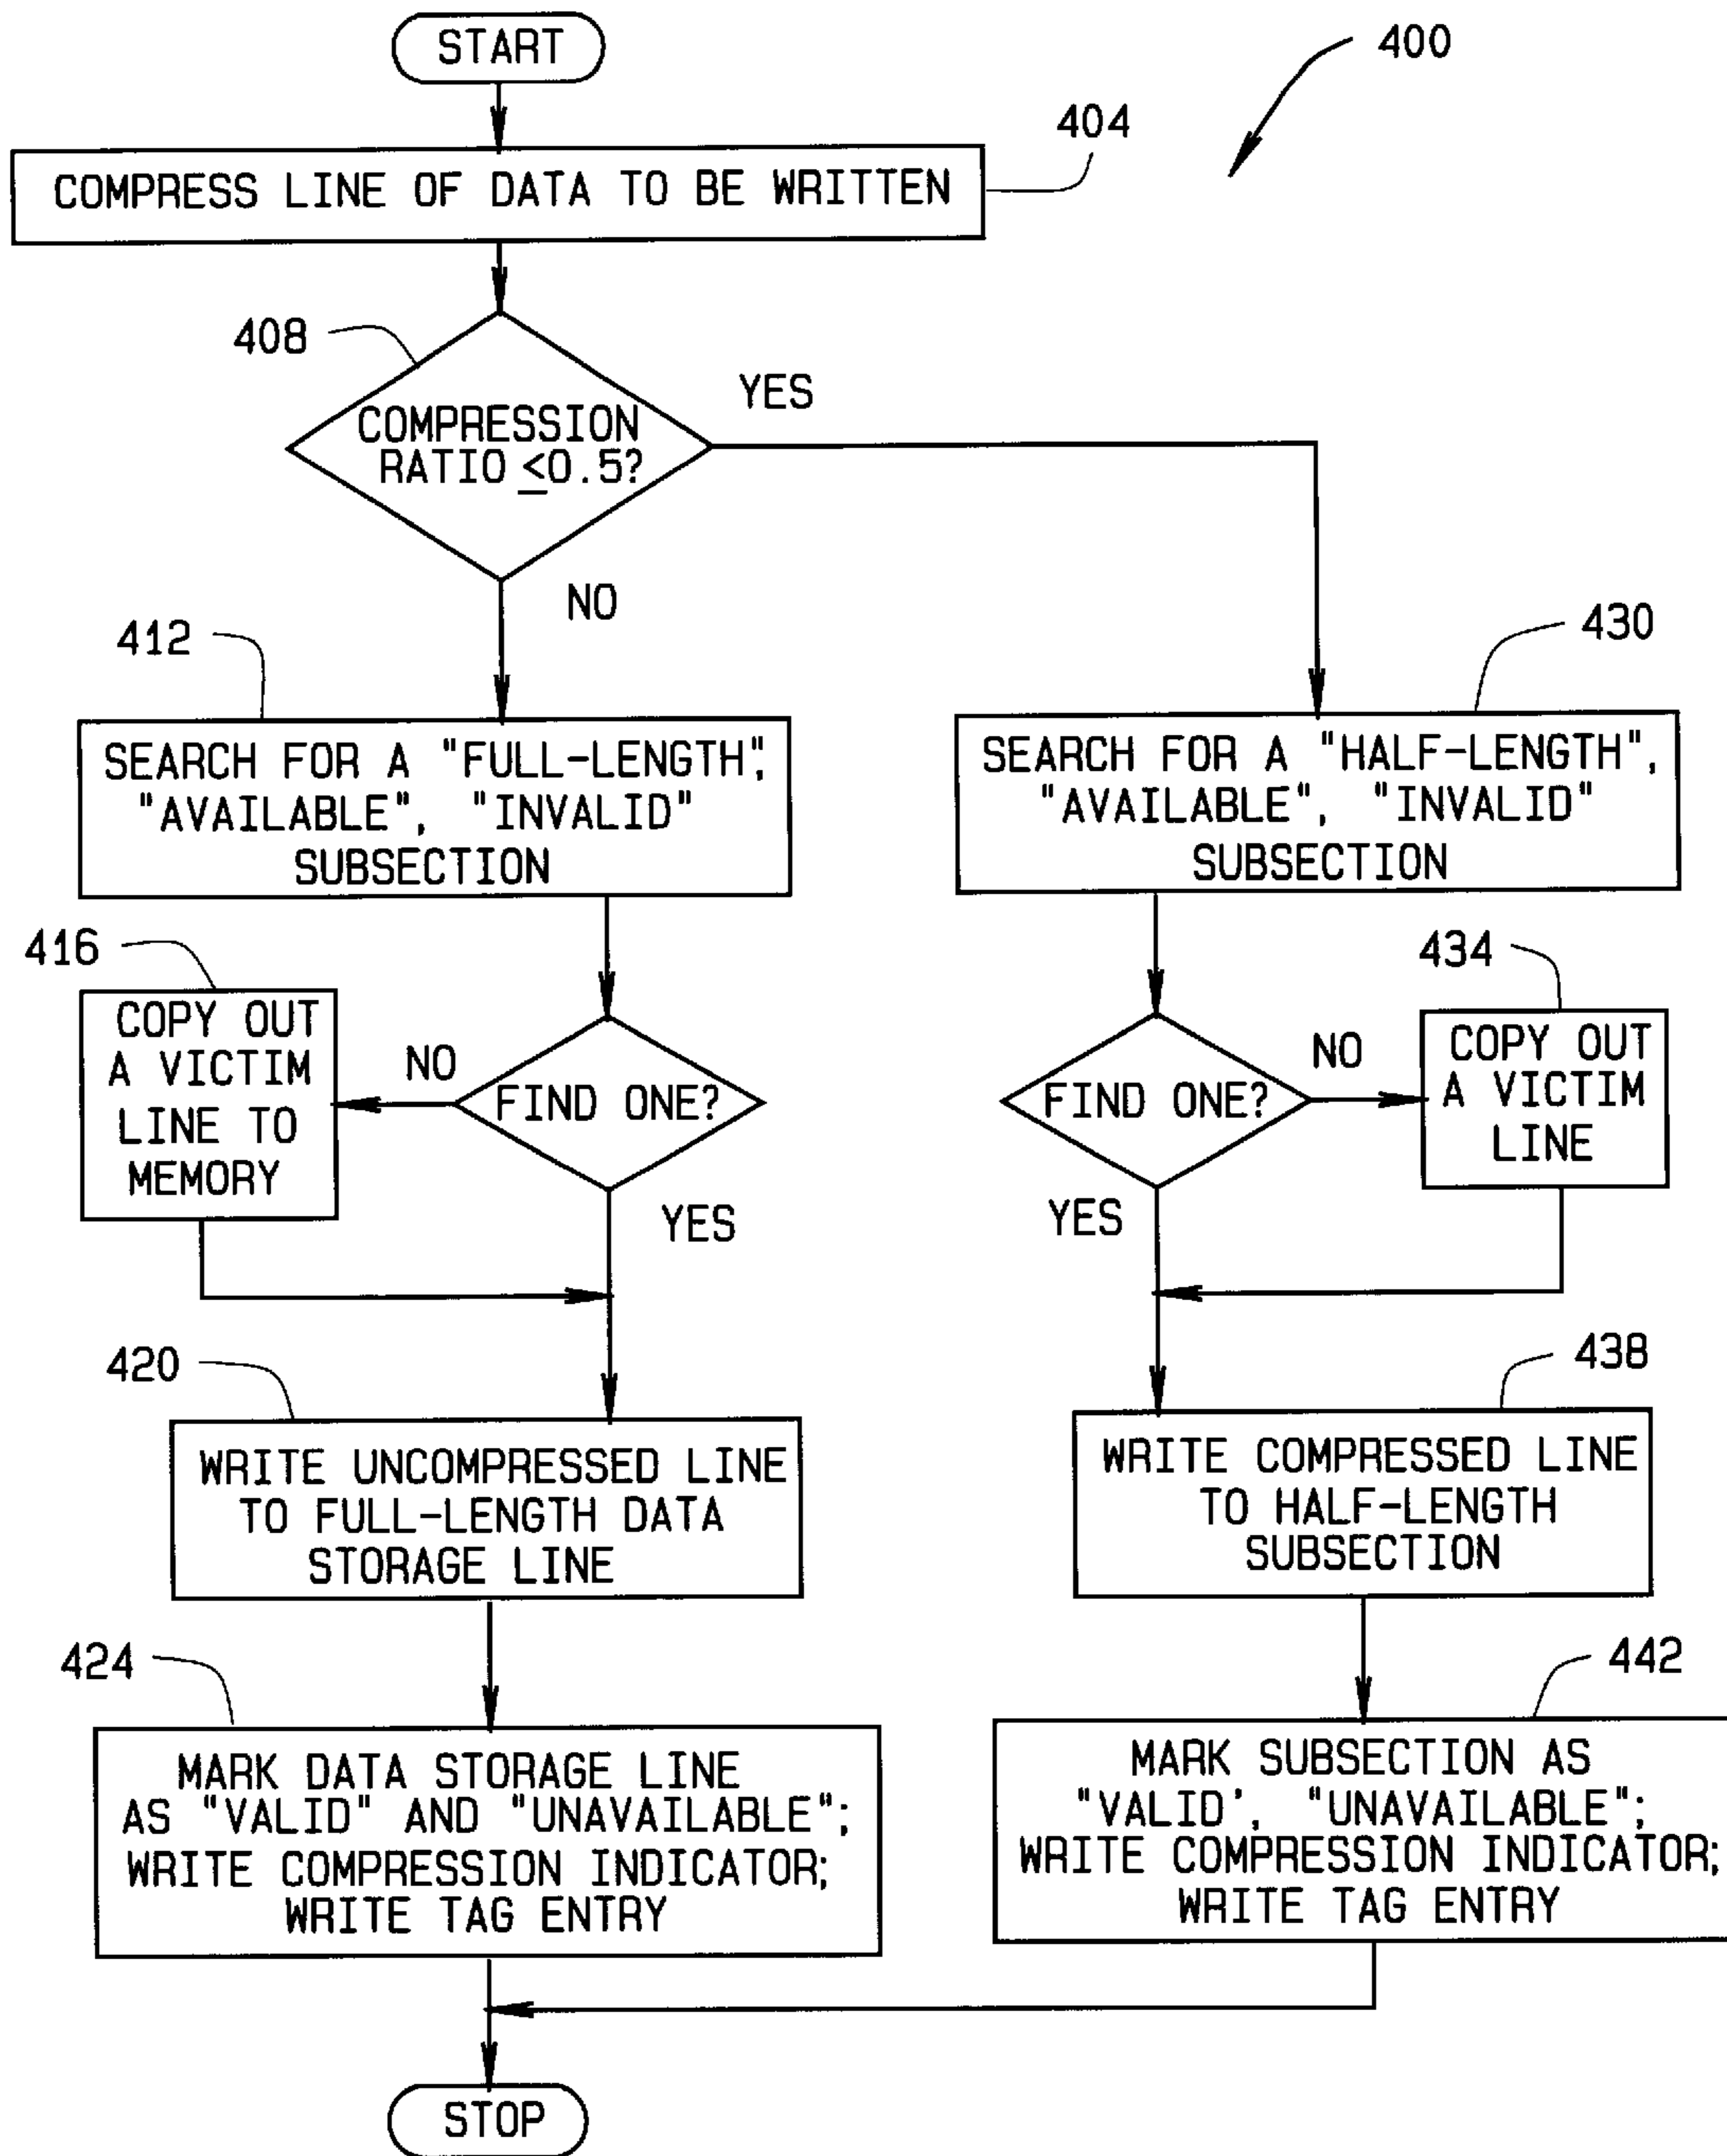 START
400
404
COMPRESS LINE OF DATA TO BE WRITTEN
408
YES
COMPRESSION
RATIO ≤0.5?
NO
412
430
SEARCH FOR A "FULL-LENGTH",
"AVAILABLE", "INVALID"
SUBSECTION
SEARCH FOR A "HALF-LENGTH",
"AVAILABLE", "INVALID"
SUBSECTION
416
434
COPY OUT
A VICTIM
LINE TO
MEMORY
NO
FIND ONE?
YES
FIND ONE?
NO
YES
COPY OUT
A VICTIM
LINE
420
438
WRITE UNCOMPRESSED LINE
TO FULL-LENGTH DATA
STORAGE LINE
WRITE COMPRESSED LINE
TO HALF-LENGTH
SUBSECTION
424
442
MARK DATA STORAGE LINE
AS "VALID" AND "UNAVAILABLE";
WRITE COMPRESSION INDICATOR;
WRITE TAG ENTRY
MARK SUBSECTION AS
"VALID', "UNAVAILABLE";
WRITE COMPRESSION INDICATOR;
WRITE TAG ENTRY
STOP